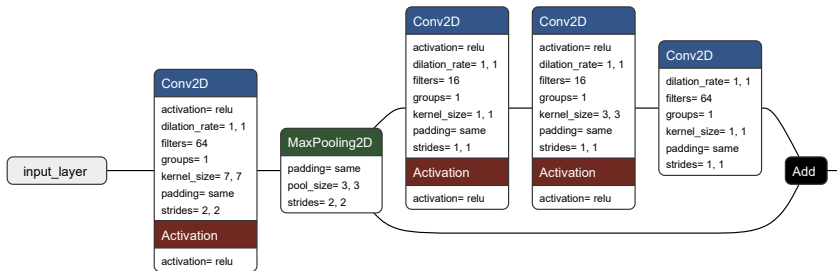 input_layer
Conv2D
activation= relu
dilation_rate= 1, 1
filters= 64
groups= 1
kernel_size= 7, 7
padding= same
strides= 2, 2
Activation
activation= relu
MaxPooling2D
padding= same
pool_size= 3, 3
strides= 2, 2
Conv2D
activation= relu
dilation_rate= 1, 1
filters= 16
groups= 1
kernel_size= 1, 1
padding= same
strides= 1, 1
Activation
activation= relu
Conv2D
activation= relu
dilation_rate= 1, 1
filters= 16
groups= 1
kernel_size= 3, 3
padding= same
strides= 1, 1
Activation
activation= relu
Conv2D
dilation_rate= 1, 1
filters= 64
groups= 1
kernel_size= 1, 1
padding= same
strides= 1, 1
Add